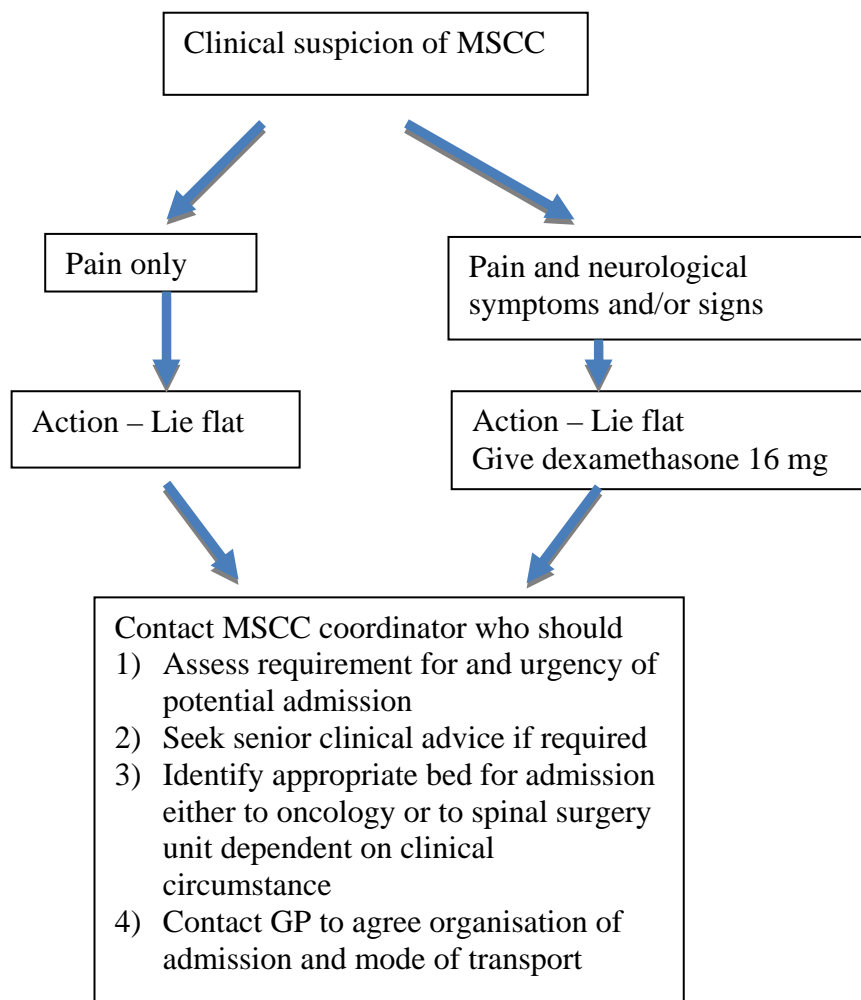 Clinical suspicion of MSCC
Pain only
Pain and neurological
symptoms and/or signs
Action – Lie flat
Action – Lie flat
Give dexamethasone 16 mg
Contact MSCC coordinator who should
1) Assess requirement for and urgency of
potential admission
2) Seek senior clinical advice if required
3) Identify appropriate bed for admission
either to oncology or to spinal surgery
unit dependent on clinical
circumstance
4) Contact GP to agree organisation of
admission and mode of transport